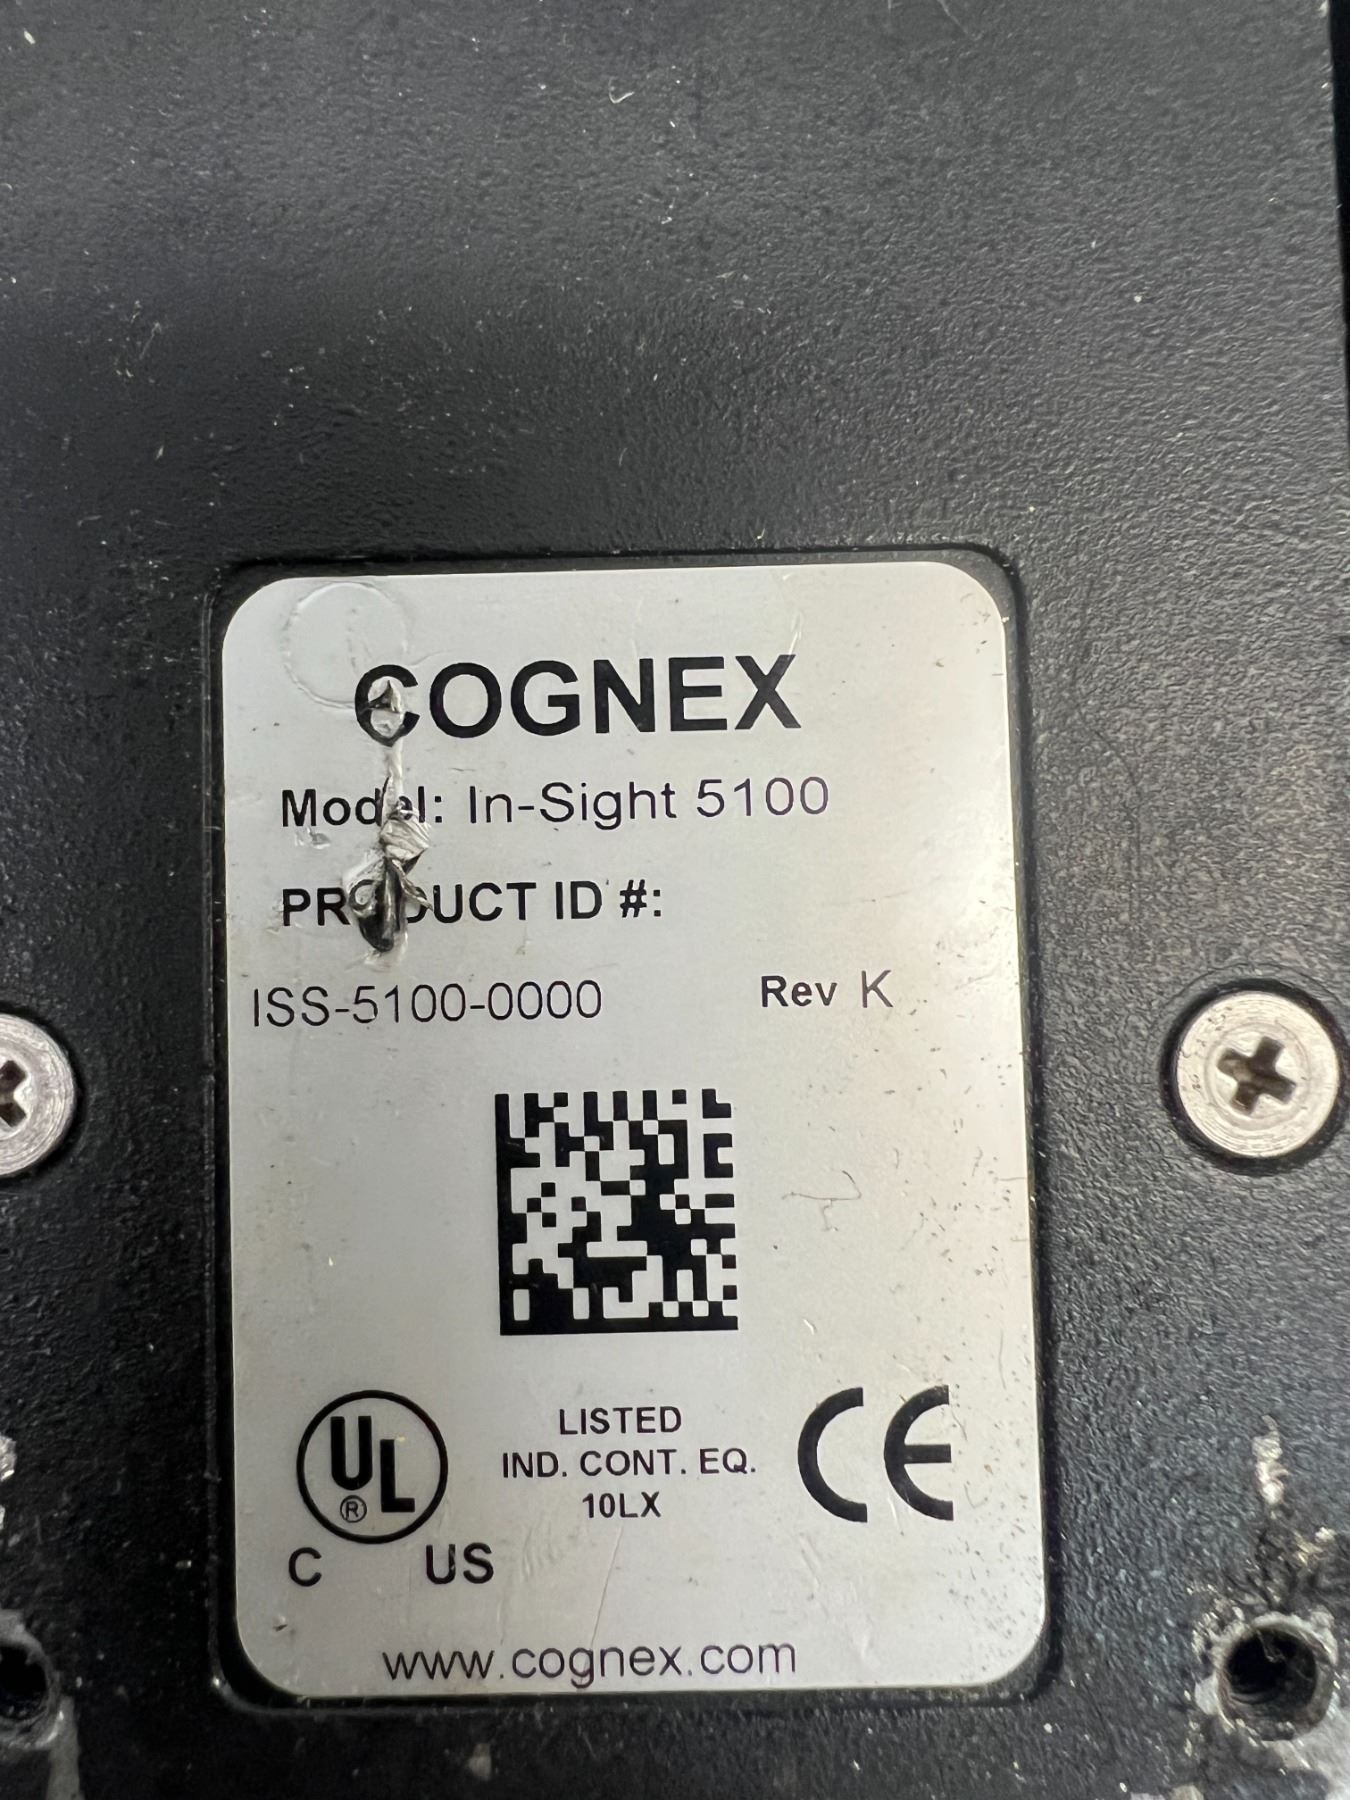 COGNEX
Model: In-Sight 5100
PRODUCT ID #:
ISS-5100-0000 Rev K
UL
®
C US
LISTED
IND. CONT. EQ.
10LX
CE
www.cognex.com